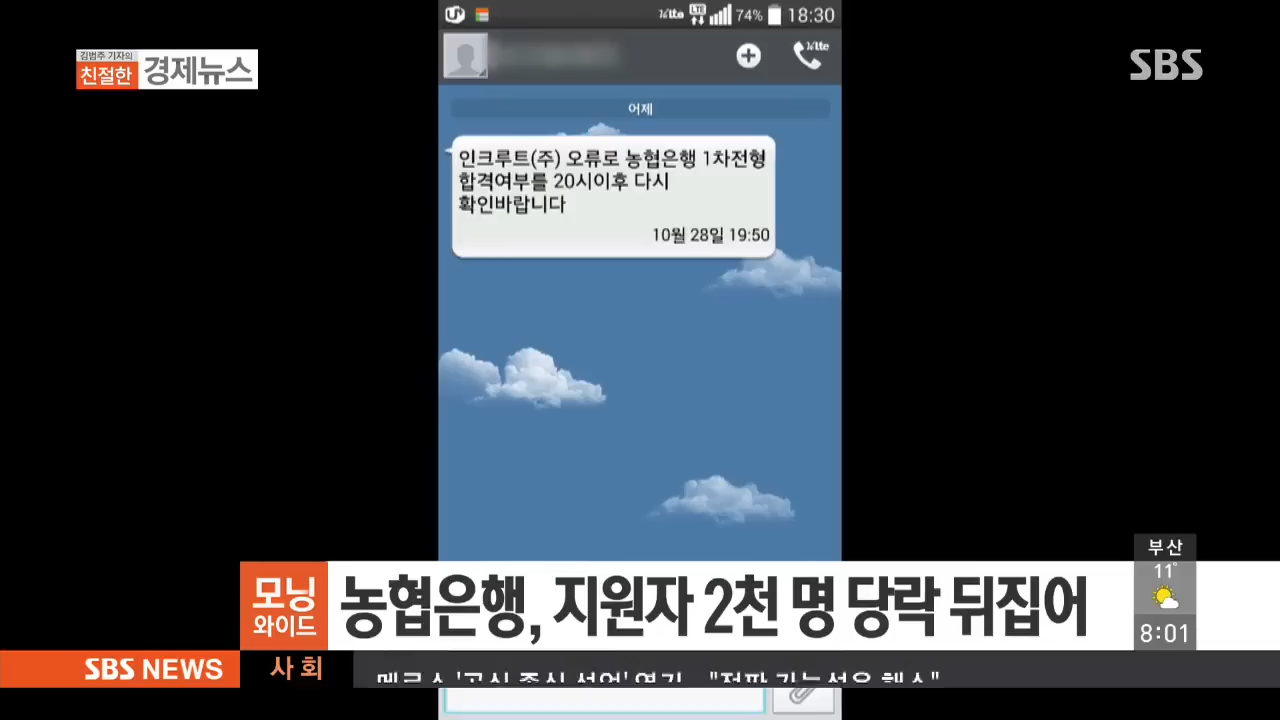 74% 18:30
김범주 기자의
친절한 경제뉴스
SBS
어제
인크루트(주) 오류로 농협은행 1차전형
합격여부를 20시이후 다시
확인바랍니다
10월 28일 19:50
부산
11°
8:01
모닝
와이드
농협은행, 지원자 2천 명 당락 뒤집어
SBS NEWS
사회